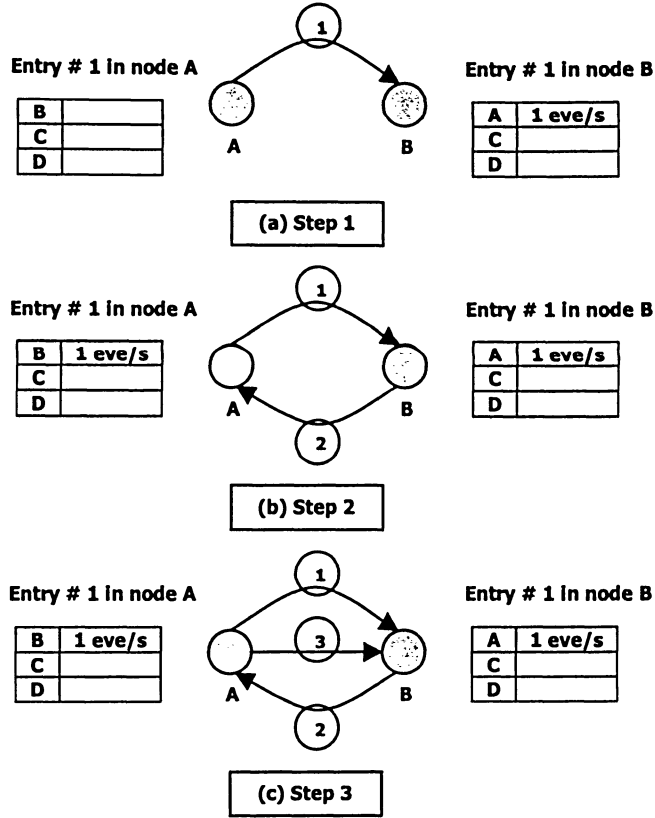 1
Entry # 1 in node A
Entry # 1 in node B
B
A 1 eve/s
C
C
D
D
A
B
(a) Step 1
1
Entry # 1 in node A
Entry # 1 in node B
B 1 eve/s
A 1 eve/s
C
C
D
D
A
B
2
(b) Step 2
1
Entry # 1 in node A
Entry # 1 in node B
B 1 eve/s
3
A 1 eve/s
C
C
D
D
A
B
2
(c) Step 3